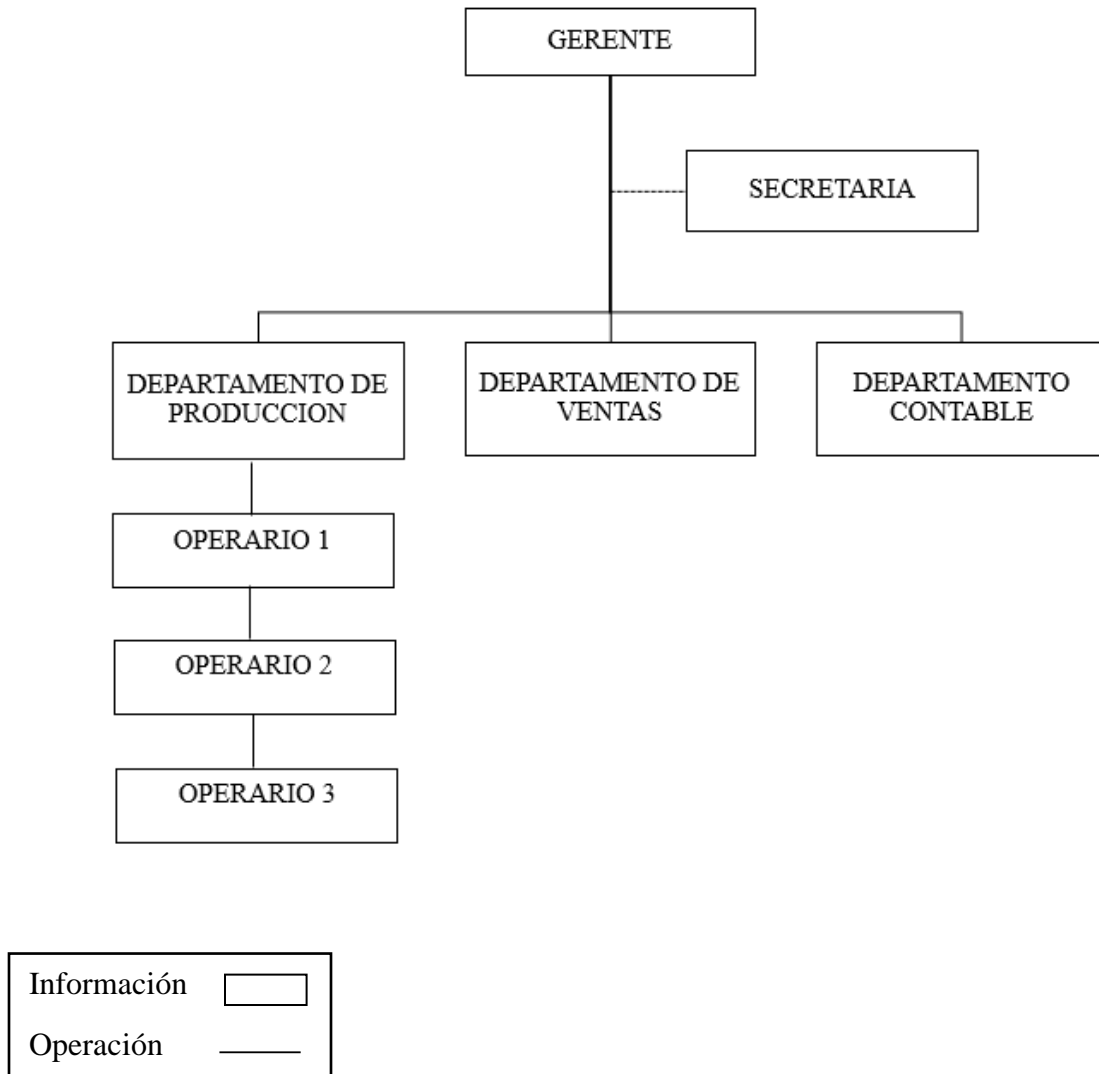 GERENTE
SECRETARIA
DEPARTAMENTO DE
PRODUCCION
DEPARTAMENTO DE
VENTAS
DEPARTAMENTO
CONTABLE
OPERARIO 1
OPERARIO 2
OPERARIO 3
Información
Operación